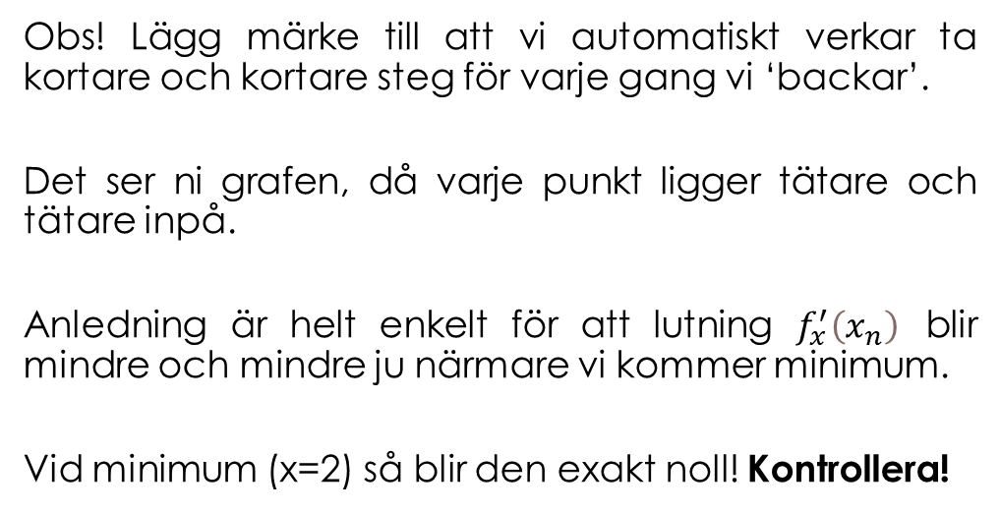 Obs! Lägg märke till att vi automatiskt verkar ta
kortare och kortare steg för varje gang vi ‘backar’.
Det ser ni grafen, då varje punkt ligger tätare och
tätare inpå.
Anledning är helt enkelt för att lutning 𝑓𝑥′(𝑥𝑛) blir
mindre och mindre ju närmare vi kommer minimum.
Vid minimum (x=2) så blir den exakt noll! Kontrollera!